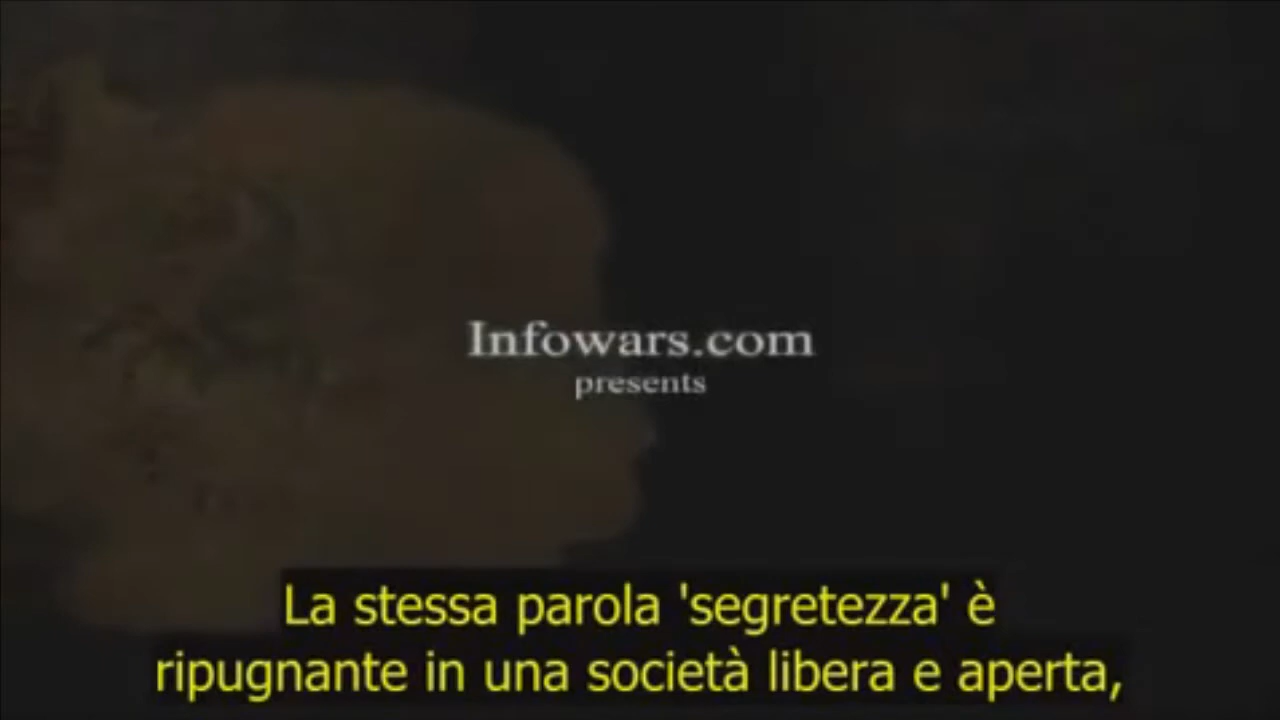 Infowars.com
presents
La stessa parola 'segretezza' è
ripugnante in una società libera e aperta,